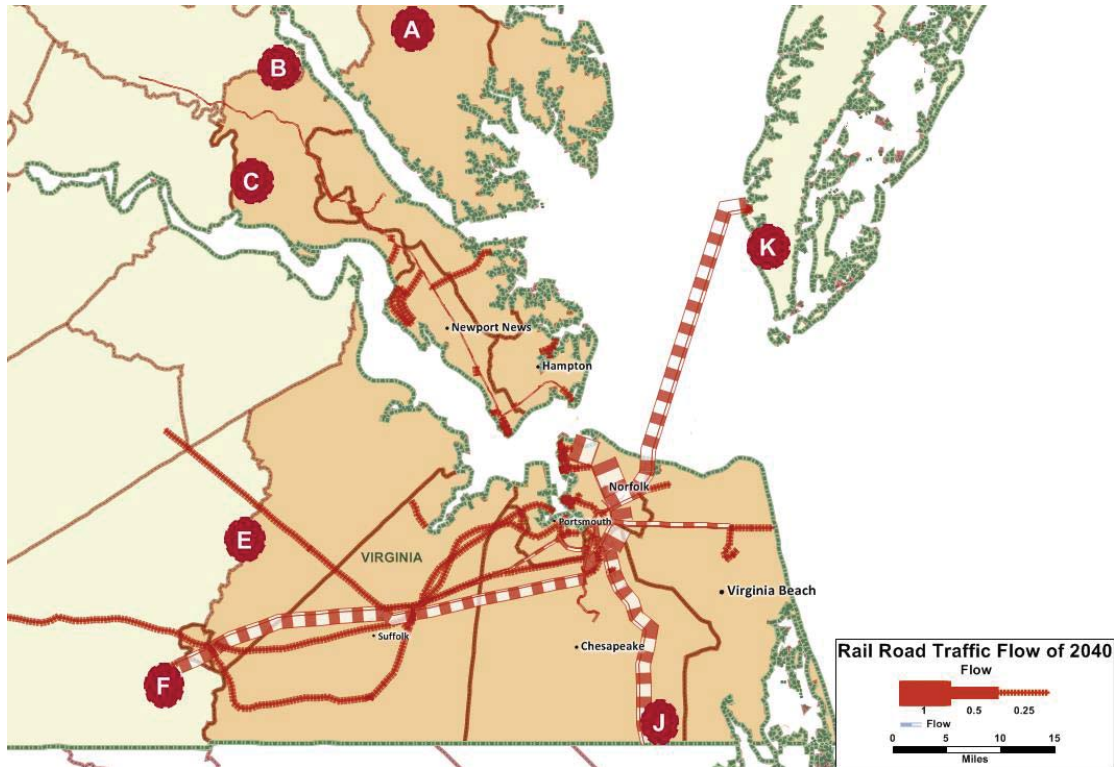 A
B
C
K
Newport News
Hampton
Norfolk
Portsmouth
E
VIRGINIA
Virginia Beach
Suffolk
Chesapeake
F
J
Rail Road Traffic Flow of 2040
Flow
1 0.5 0.25
Flow
0 5 10 15
Miles